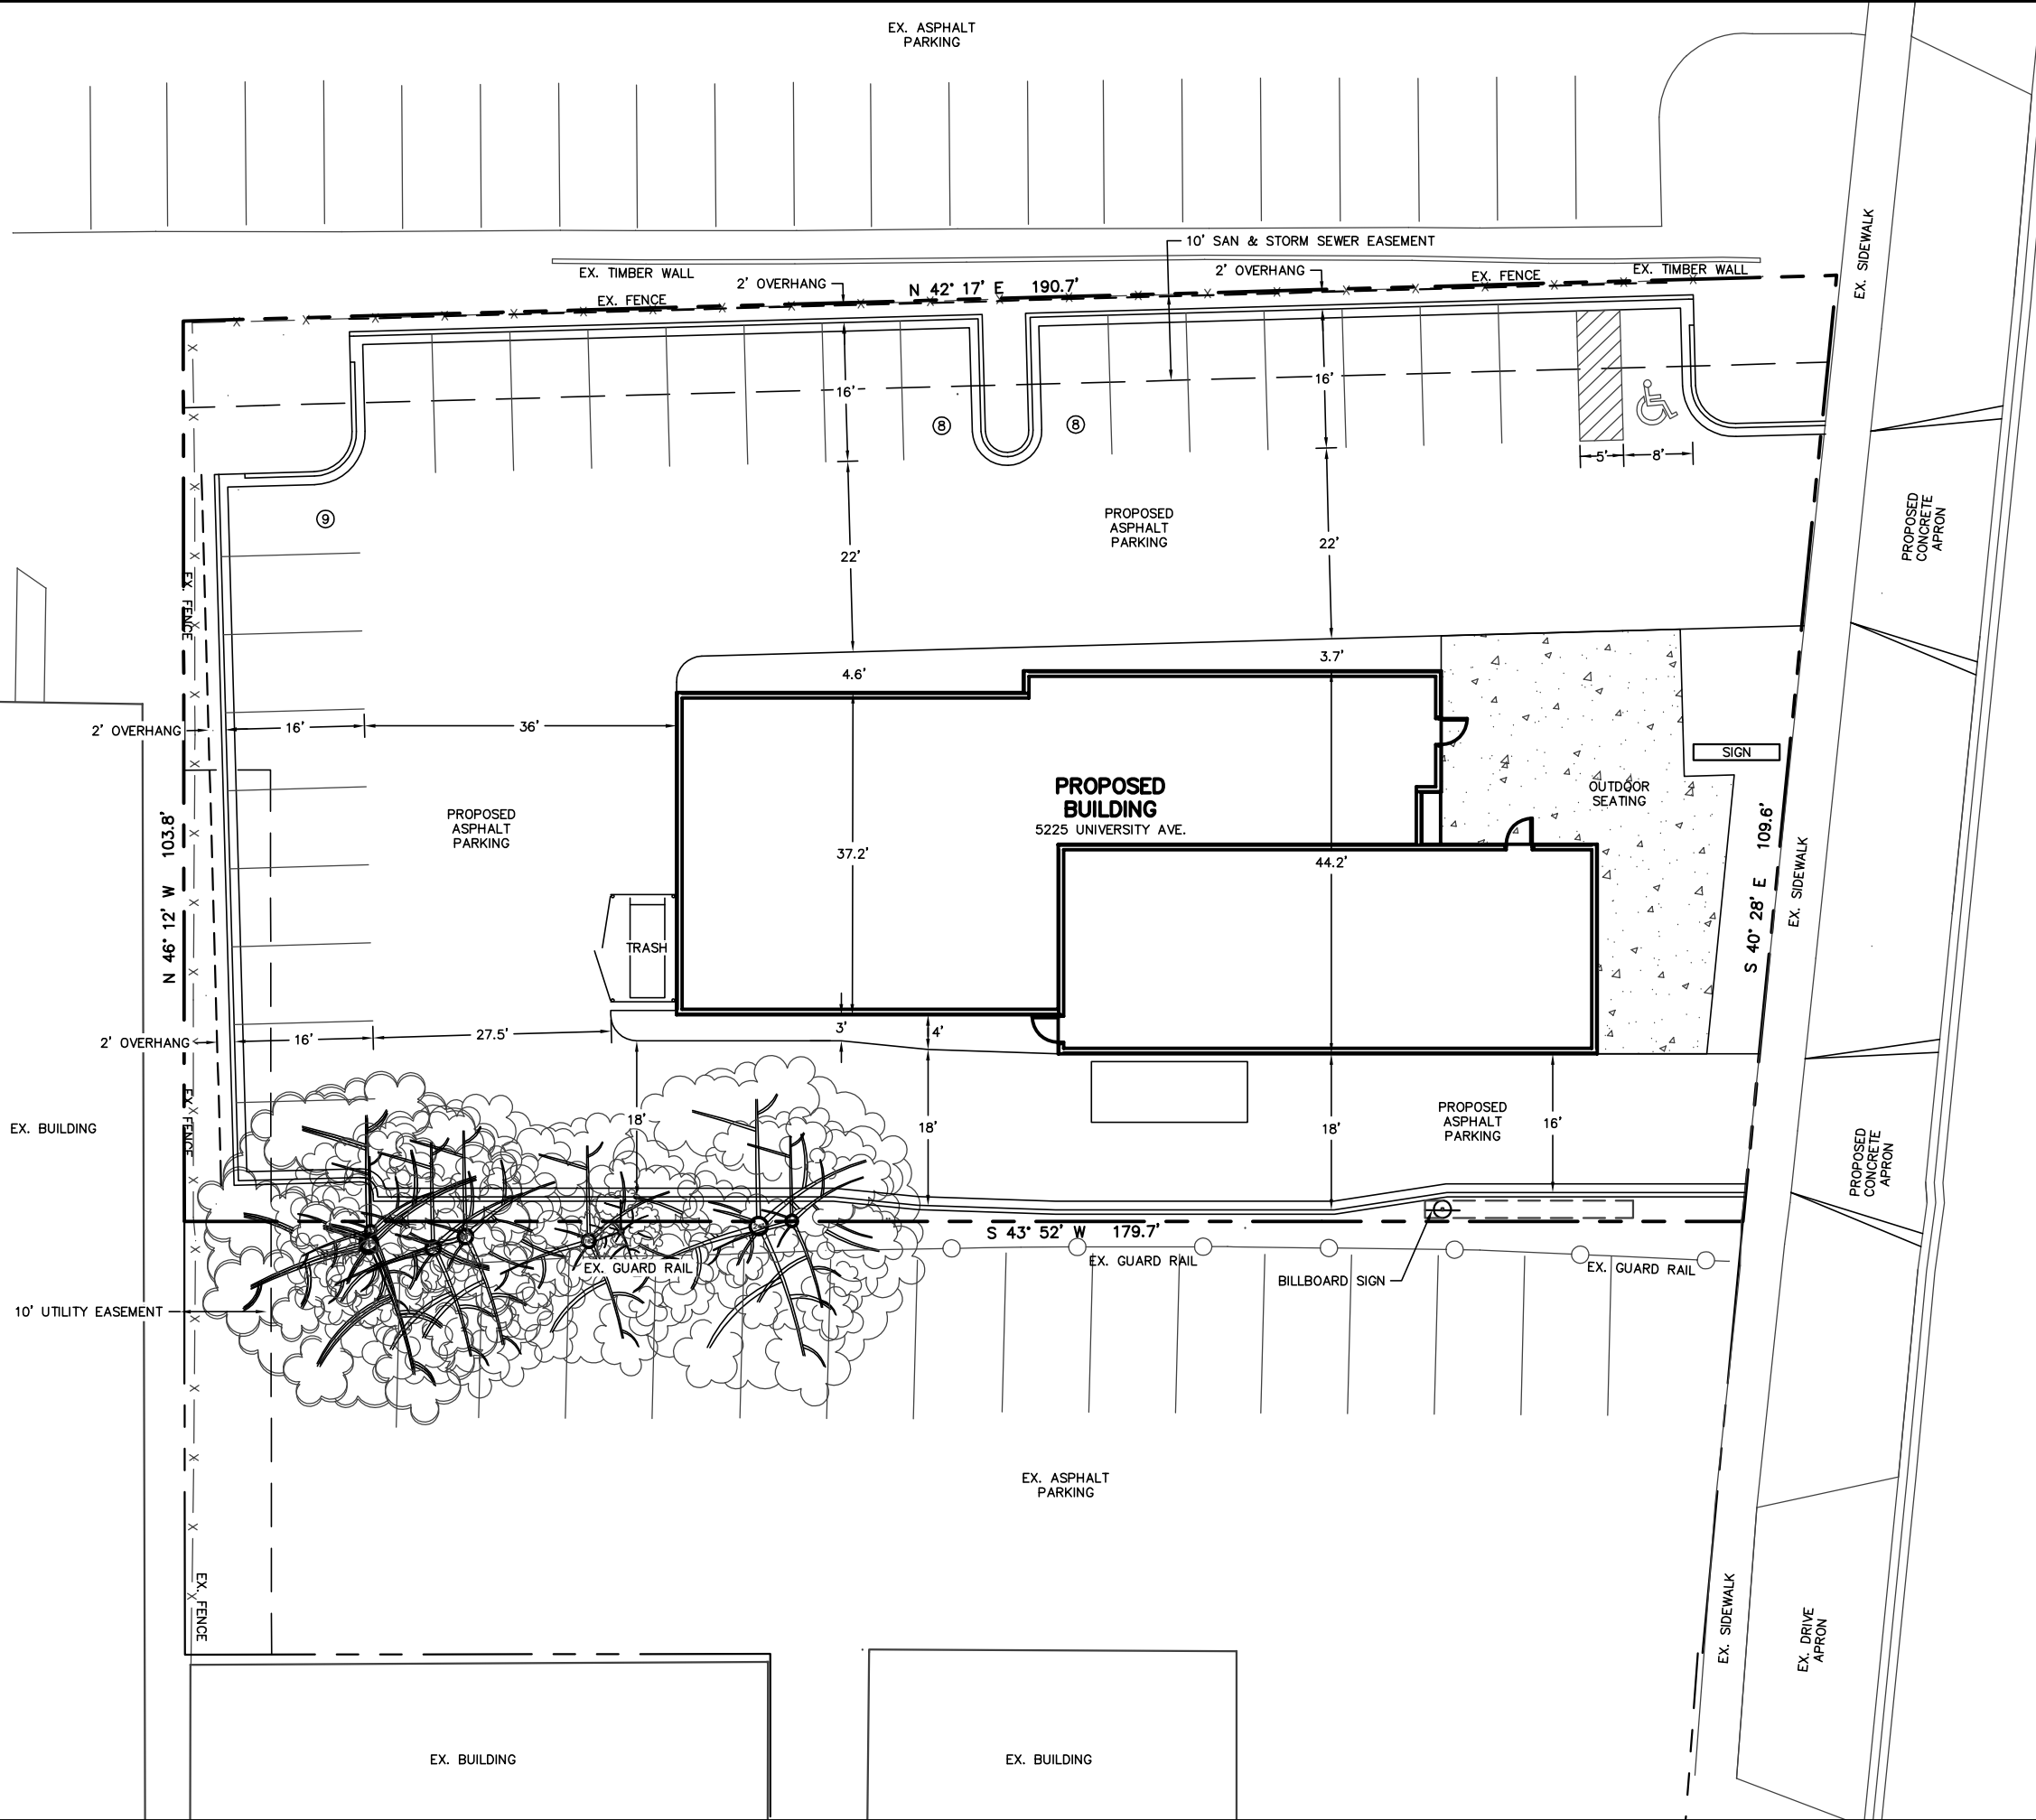 EX. ASPHALT
PARKING
EX. SIDEWALK
10' SAN & STORM SEWER EASEMENT
EX. TIMBER WALL
2' OVERHANG
N 42° 17' E 190.7'
2' OVERHANG
EX. FENCE
EX. TIMBER WALL
EX. FENCE
16'
16'
8
8
5'
8'
9
PROPOSED
ASPHALT
PARKING
PROPOSED
CONCRETE
APRON
22'
22'
EX. FENCE
4.6'
3.7'
2' OVERHANG
16'
36'
SIGN
PROPOSED
BUILDING
5225 UNIVERSITY AVE.
OUTDOOR
SEATING
PROPOSED
ASPHALT
PARKING
N 46° 12' W 103.8'
37.2'
44.2'
S 40° 28' E 109.6'
EX. SIDEWALK
TRASH
2' OVERHANG
16'
27.5'
3'
4'
EX. FENCE
EX. BUILDING
18'
18'
18'
PROPOSED
ASPHALT
PARKING
16'
PROPOSED
CONCRETE
APRON
S 43° 52' W 179.7'
EX. GUARD RAIL
EX. GUARD RAIL
BILLBOARD SIGN
EX. GUARD RAIL
10' UTILITY EASEMENT
EX. ASPHALT
PARKING
EX. FENCE
EX. SIDEWALK
EX. DRIVE
APRON
EX. BUILDING
EX. BUILDING